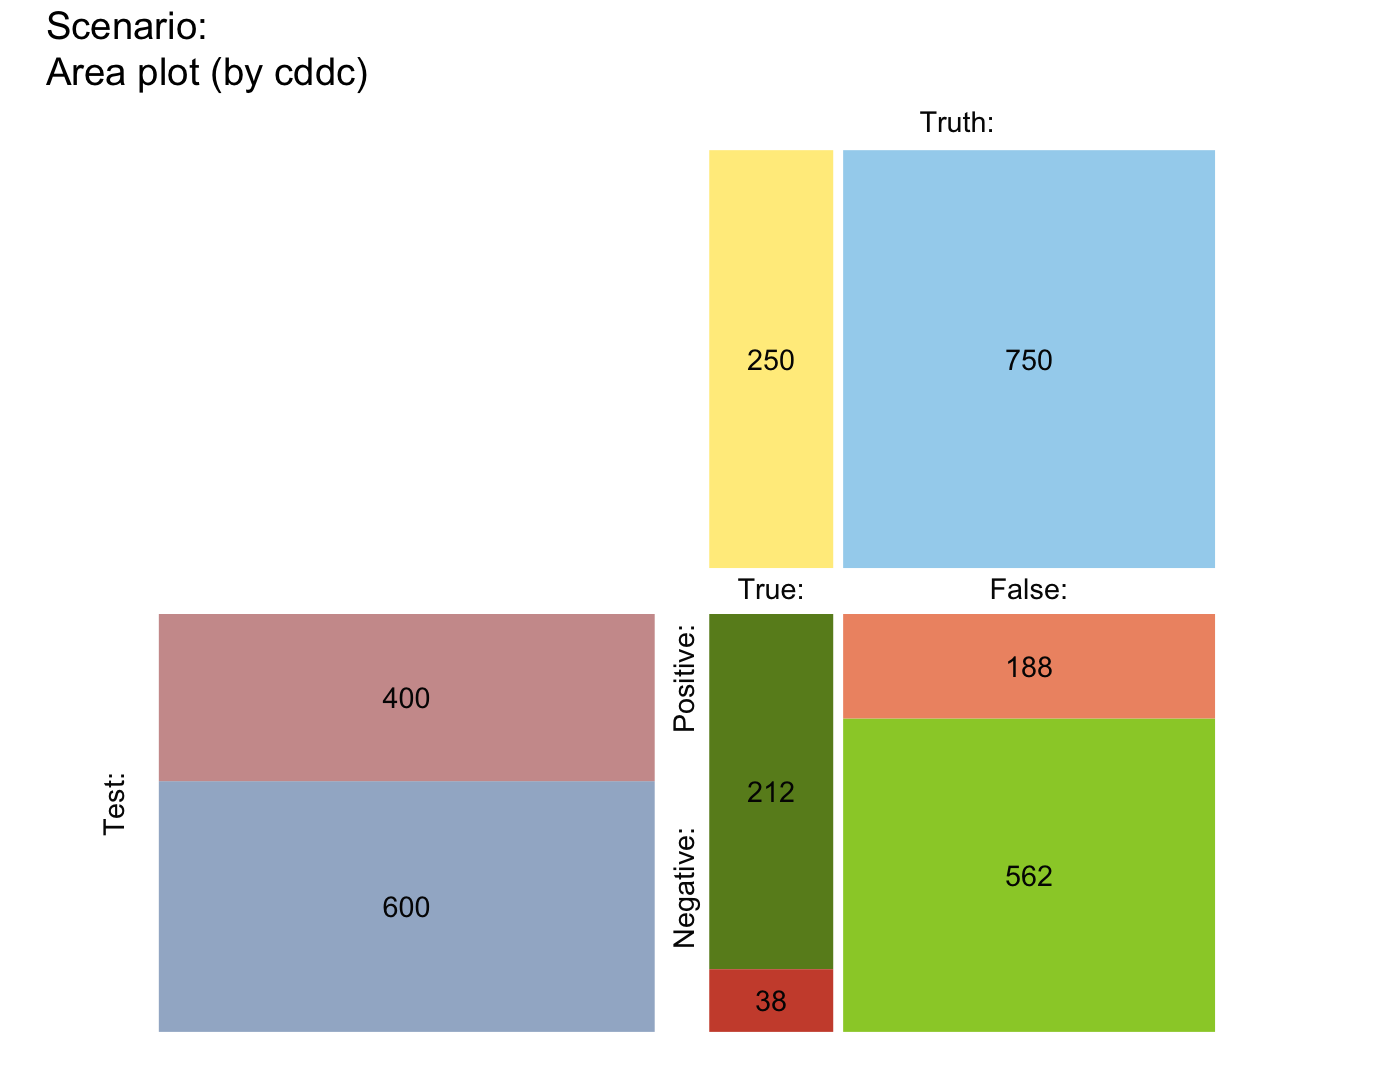 Scenario:
Area plot (by cddc)
Truth:
250
750
True:
False:
Test:
400
600
Positive:
Negative:
212
38
188
562